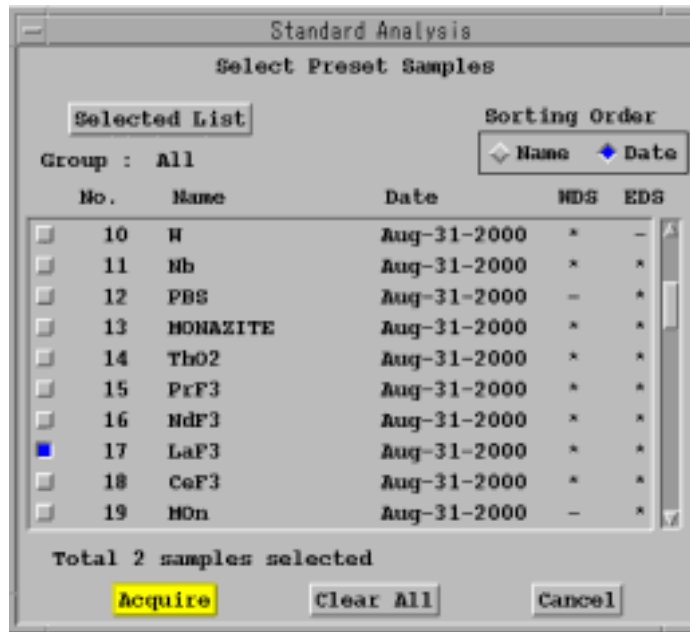 Standard Analysis
Select Preset Samples
Selected List
Sorting Order
Group : All
Name Date
No. Name Date WDS EDS
10 W Aug-31-2000 * -
11 Nb Aug-31-2000 * *
12 PBS Aug-31-2000 - *
13 MONAZITE Aug-31-2000 * *
14 ThO2 Aug-31-2000 * *
15 PrF3 Aug-31-2000 * *
16 NdF3 Aug-31-2000 * *
17 LaF3 Aug-31-2000 * *
18 CeF3 Aug-31-2000 * *
19 MOn Aug-31-2000 - *
Total 2 samples selected
Acquire Clear All Cancel